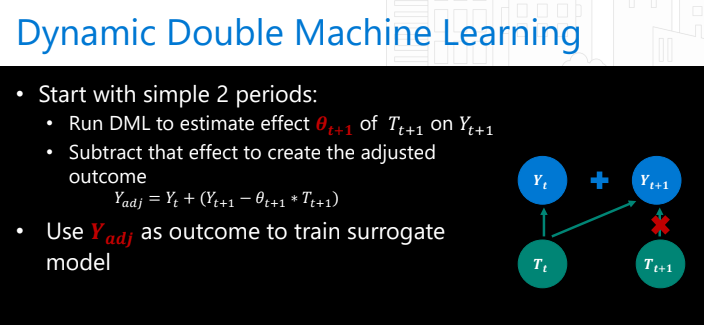 Dynamic Double Machine Learning
• Start with simple 2 periods:
• Run DML to estimate effect θ_{t+1} of T_{t+1} on Y_{t+1}
• Subtract that effect to create the adjusted
outcome
Y_{adj} = Y_t + (Y_{t+1} − θ_{t+1} * T_{t+1})
• Use Y_{adj} as outcome to train surrogate
model
Y_t + Y_{t+1}
T_t T_{t+1}